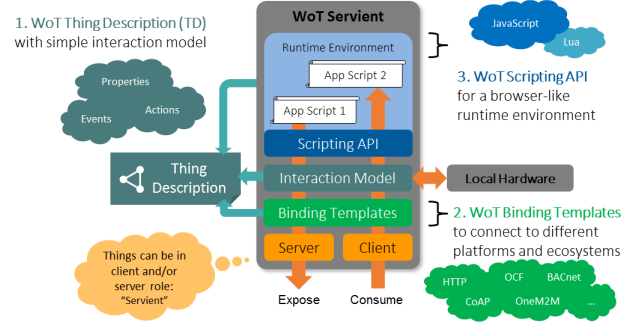 1. WoT Thing Description (TD)
with simple interaction model
Properties
Events
Actions
Thing
Description
Things can be in
client and/or
server role:
“Servient”
WoT Servient
Runtime Environment
App Script 2
App Script 1
Scripting API
Interaction Model
Binding Templates
Server
Client
Expose
Consume
JavaScript
Lua
3. WoT Scripting API
for a browser-like
runtime environment
Local Hardware
2. WoT Binding Templates
to connect to different
platforms and ecosystems
HTTP
OCF
BACnet
CoAP
OneM2M
...